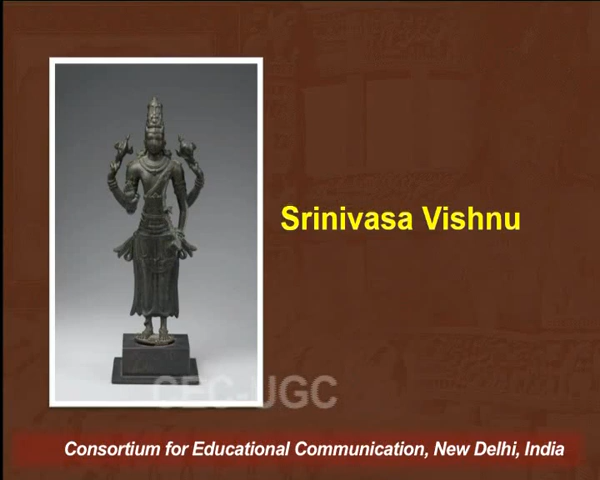 Srinivasa Vishnu
CEC-UGC
Consortium for Educational Communication, New Delhi, India